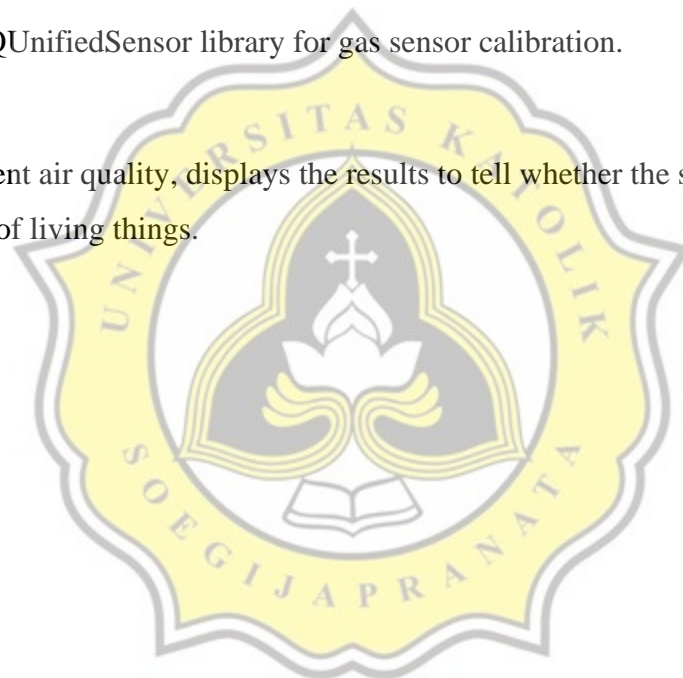 QUnifiedSensor library for gas sensor calibration.
ent air quality, displays the results to tell whether the s
of living things.
UNIVERSITAS KATOLIK
SOEGIJAPRANATA